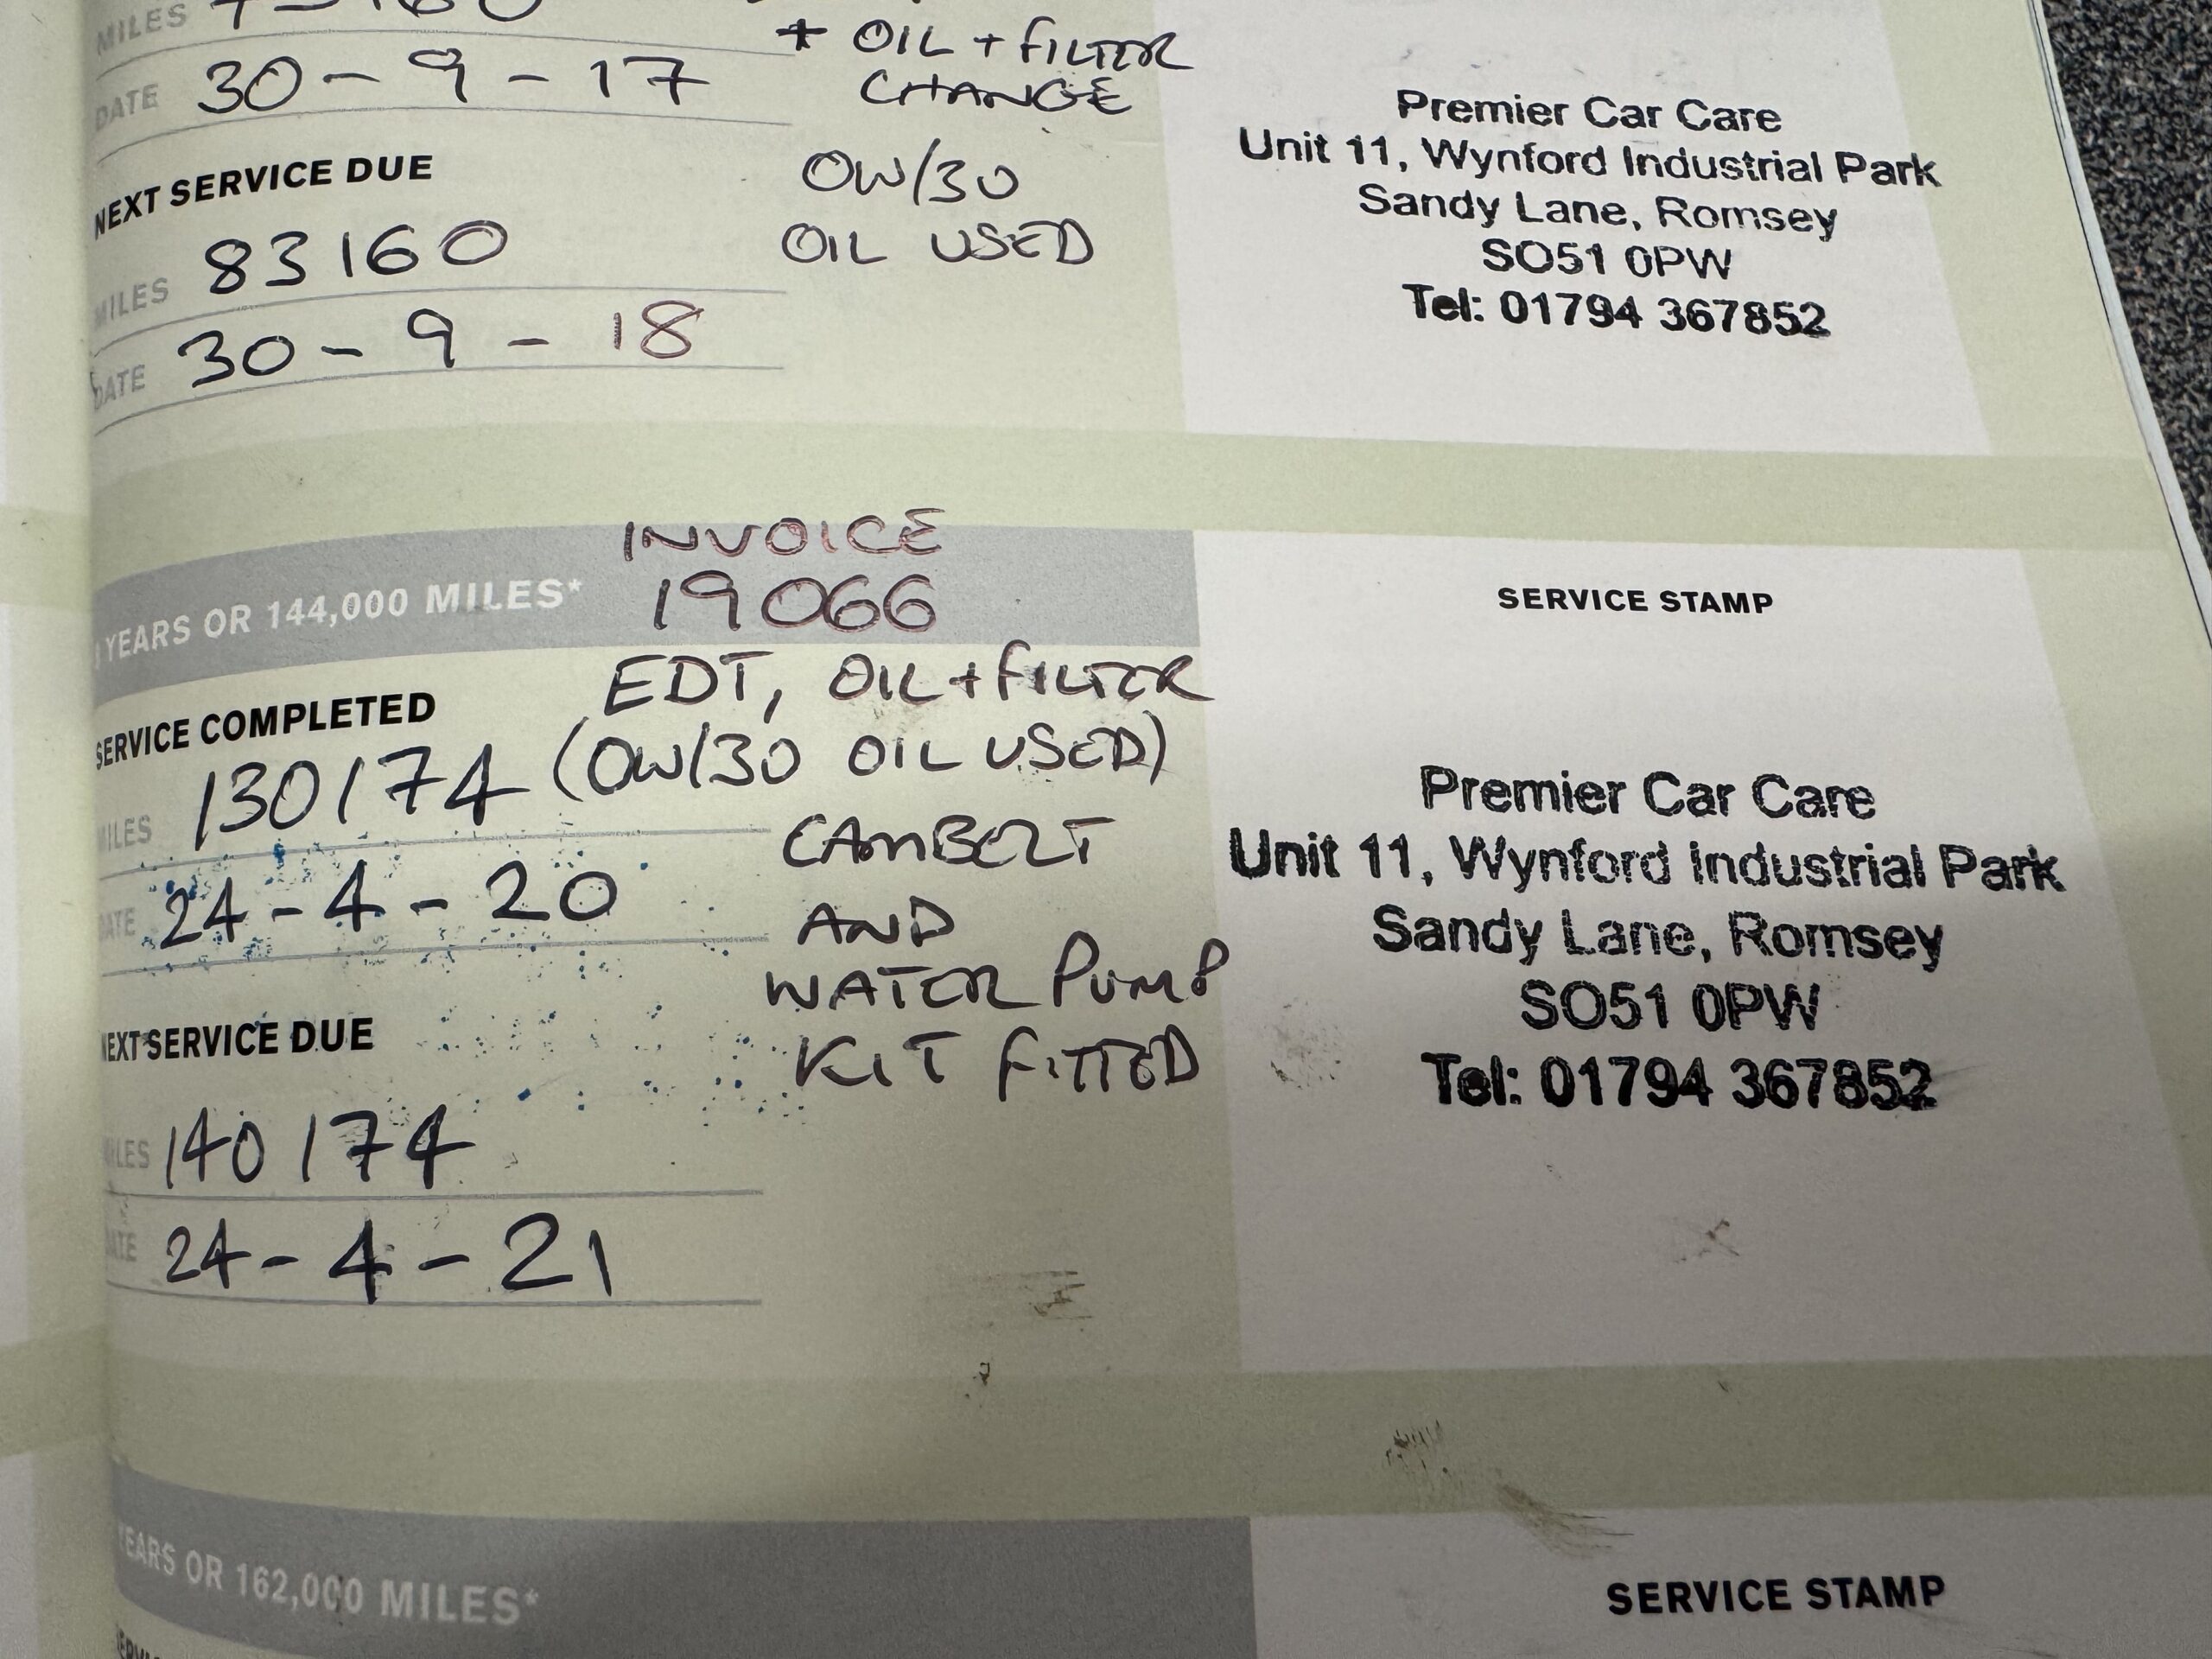 MILES
* OIL + FILTER
DATE 30 - 9 - 17
CHANGE
NEXT SERVICE DUE
OW/30
MILES 83160
OIL USED
DATE 30 - 9 - 18
Premier Car Care
Unit 11, Wynford Industrial Park
Sandy Lane, Romsey
SO51 0PW
Tel: 01794 367852
INVOICE
YEARS OR 144,000 MILES* 19066
SERVICE STAMP
EDT, OIL + FILTER
SERVICE COMPLETED
MILES 130174 (OW/30 OIL USED)
CAMBELT
DATE 24 - 4 - 20
AND
WATER PUMP
NEXT SERVICE DUE
KIT FITTED
MILES 140174
DATE 24 - 4 - 21
Premier Car Care
Unit 11, Wynford Industrial Park
Sandy Lane, Romsey
SO51 0PW
Tel: 01794 367852
YEARS OR 162,000 MILES*
SERVICE STAMP